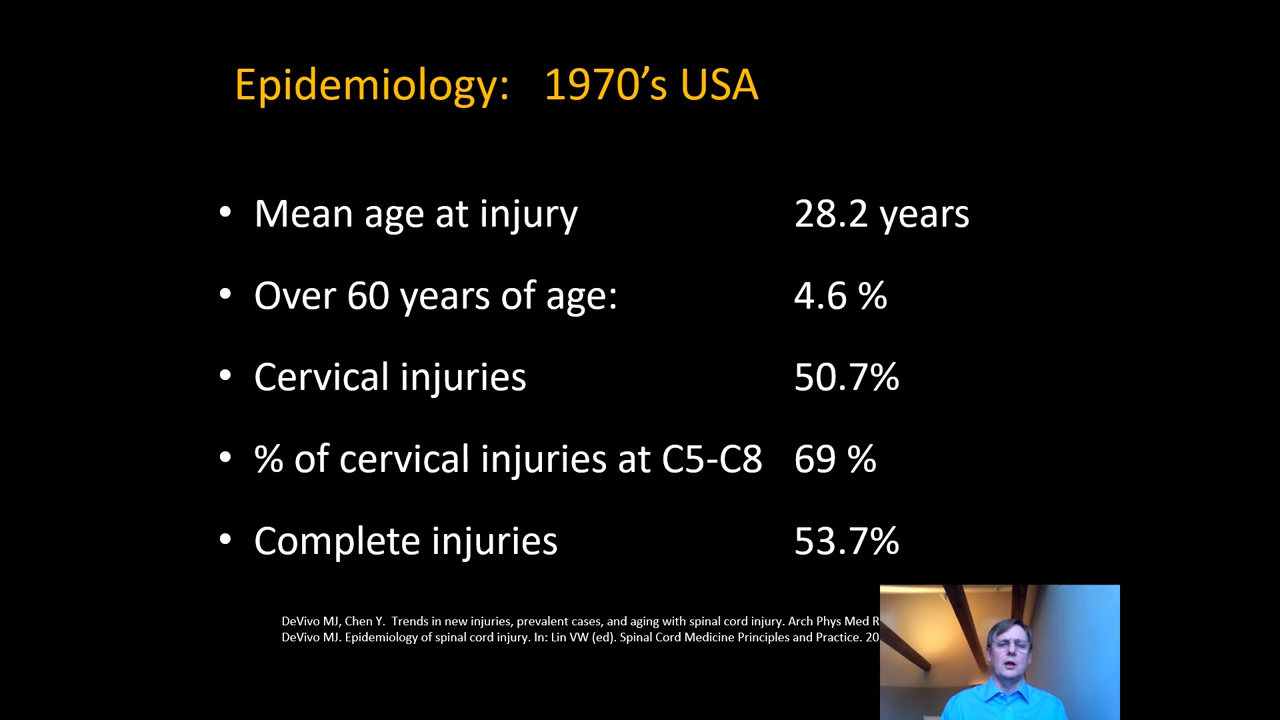 Epidemiology: 1970’s USA
• Mean age at injury 28.2 years
• Over 60 years of age: 4.6 %
• Cervical injuries 50.7%
• % of cervical injuries at C5-C8 69 %
• Complete injuries 53.7%
DeVivo MJ, Chen Y. Trends in new injuries, prevalent cases, and aging with spinal cord injury. Arch Phys Med R
DeVivo MJ. Epidemiology of spinal cord injury. In: Lin VW (ed). Spinal Cord Medicine Principles and Practice. 20